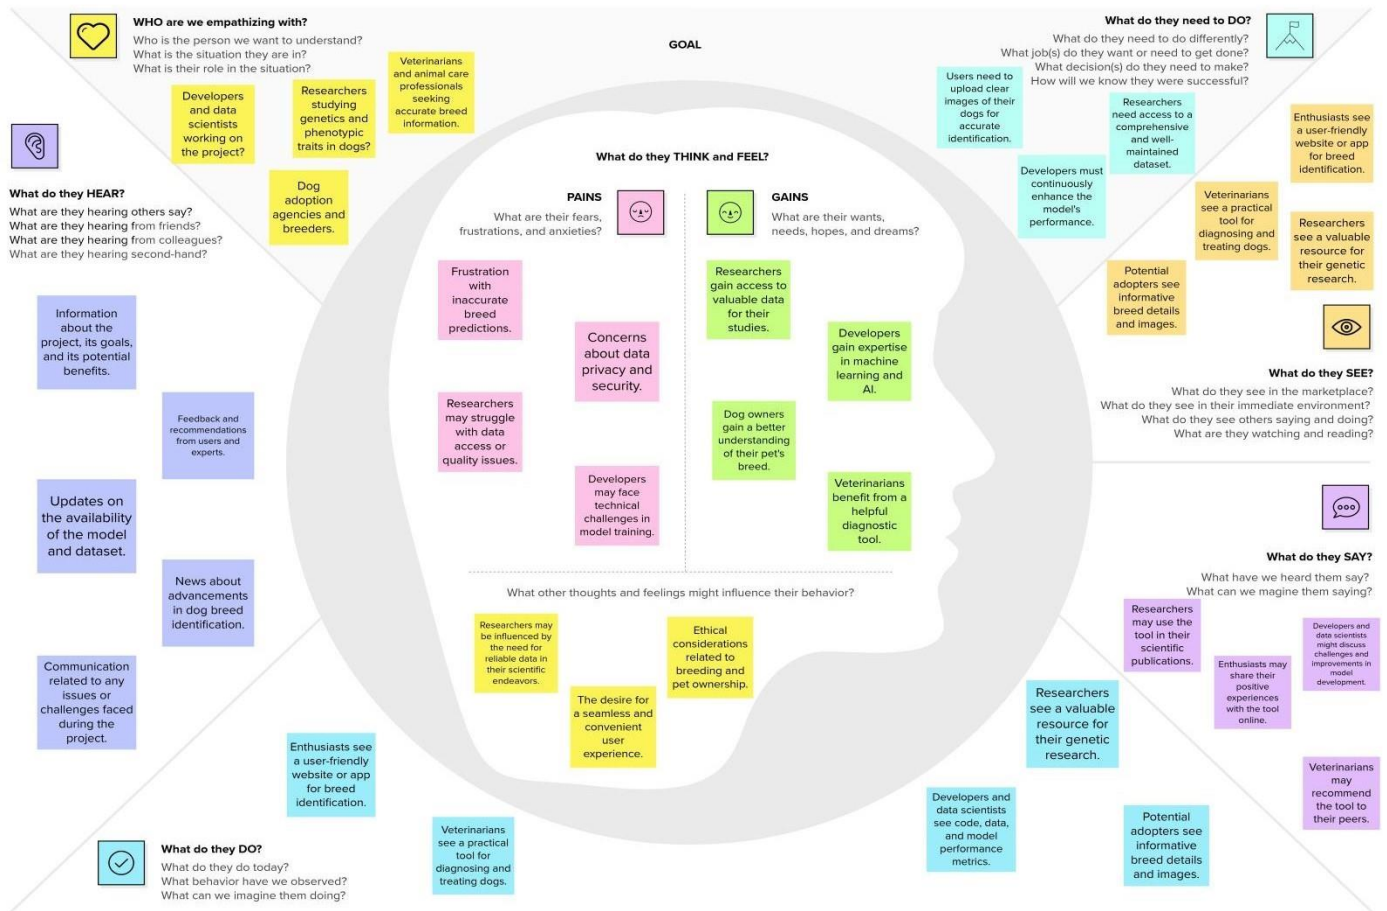 WHO are we empathizing with?
Who is the person we want to understand?
What is the situation they are in?
What is their role in the situation?
Developers
and data
scientists
working on
the project?
Researchers
studying
genetics and
phenotypic
traits in dogs?
Veterinarians
and animal care
professionals
seeking
accurate breed
information.
Dog
adoption
agencies and
breeders.
GOAL
What do they need to DO?
What do they need to do differently?
What job(s) do they want or need to get done?
What decision(s) do they need to make?
How will we know they were successful?
Users need to
upload clear
images of their
dogs for
accurate
identification.
Researchers
need access to a
comprehensive
and well-
maintained
dataset.
Developers must
continuously
enhance the
model's
performance.
Enthusiasts see
a user-friendly
website or app
for breed
identification.
Veterinarians
see a practical
tool for
diagnosing and
treating dogs.
Researchers
see a valuable
resource for
their genetic
research.
Potential
adopters see
informative
breed details
and images.
What do they SEE?
What do they see in the marketplace?
What do they see in their immediate environment?
What do they see others saying and doing?
What are they watching and reading?
What do they HEAR?
What are they hearing others say?
What are they hearing from friends?
What are they hearing from colleagues?
What are they hearing second-hand?
Information
about the
project, its goals,
and its potential
benefits.
Feedback and
recommendations
from users and
experts.
Updates on
the availability
of the model
and dataset.
News about
advancements
in dog breed
identification.
Communication
related to any
issues or
challenges faced
during the
project.
What do they THINK and FEEL?
PAINS
What are their fears,
frustrations, and anxieties?
Frustration
with
inaccurate
breed
predictions.
Concerns
about data
privacy and
security.
Researchers
may struggle
with data
access or
quality issues.
Developers
may face
technical
challenges in
model training.
GAINS
What are their wants,
needs, hopes, and dreams?
Researchers
gain access to
valuable data
for their
studies.
Developers
gain expertise
in machine
learning and
AI.
Dog owners
gain a better
understanding
of their pet's
breed.
Veterinarians
benefit from a
helpful
diagnostic
tool.
What other thoughts and feelings might influence their behavior?
Researchers may
be influenced by
the need for
reliable data in
their scientific
endeavors.
The desire for
a seamless and
convenient
user
experience.
Ethical
considerations
related to
breeding and
pet ownership.
What do they SAY?
What have we heard them say?
What can we magine them saying?
Researchers
may use the
tool in their
scientific
publications.
Enthusiasts may
share their
positive
experiences
with the tool
online.
Developers and
data scientists
might discuss
challenges and
improvements in
model
development.
Veterinarians
may
recommend
the tool to
their peers.
What do they DO?
What do they do today?
What behavior have we observed?
What can we imagine them doing?
Enthusiasts see
a user-friendly
website or app
for breed
identification.
Veterinarians
see a practical
tool for
diagnosing and
treating dogs.
Developers and
data scientists
see code, data,
and model
performance
metrics.
Researchers
see a valuable
resource for
their genetic
research.
Potential
adopters see
informative
breed details
and images.